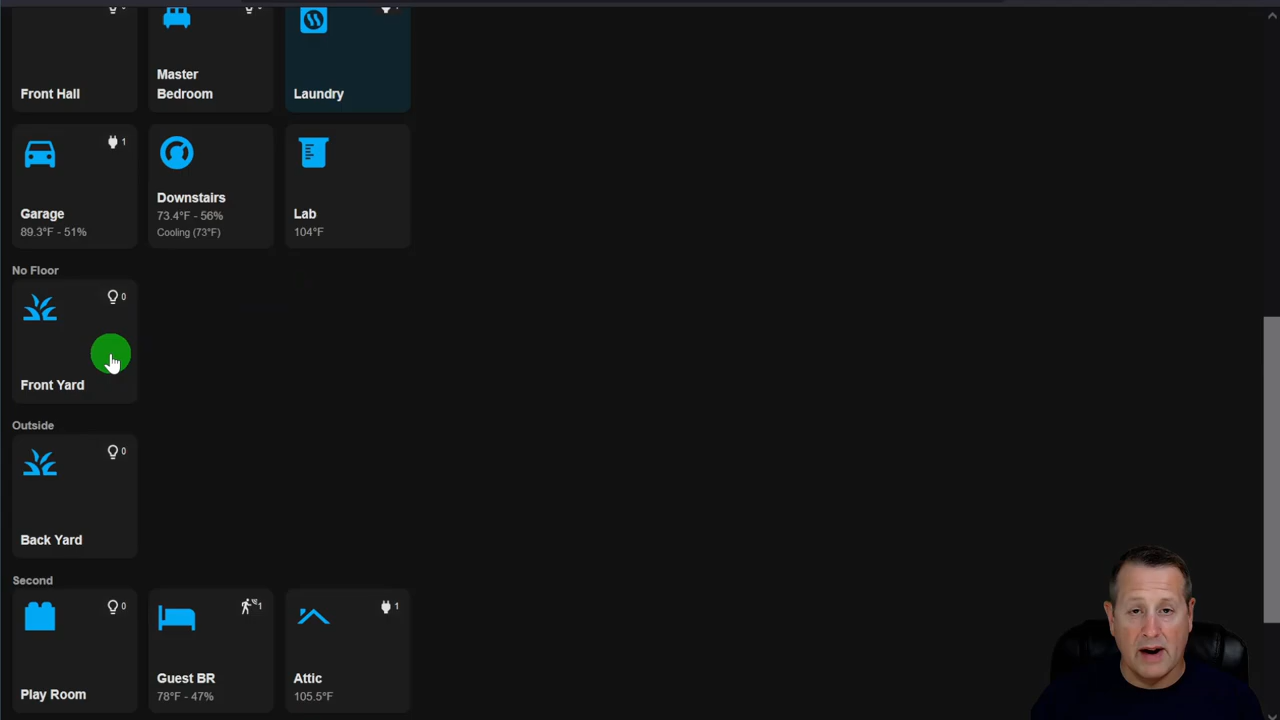 Front Hall
Master
Bedroom
Laundry
1
Garage
89.3°F - 51%
Downstairs
73.4°F - 56%
Cooling (73°F)
Lab
104°F
No Floor
0
Front Yard
Outside
0
Back Yard
Second
0
Play Room
1
Guest BR
78°F - 47%
1
Attic
105.5°F